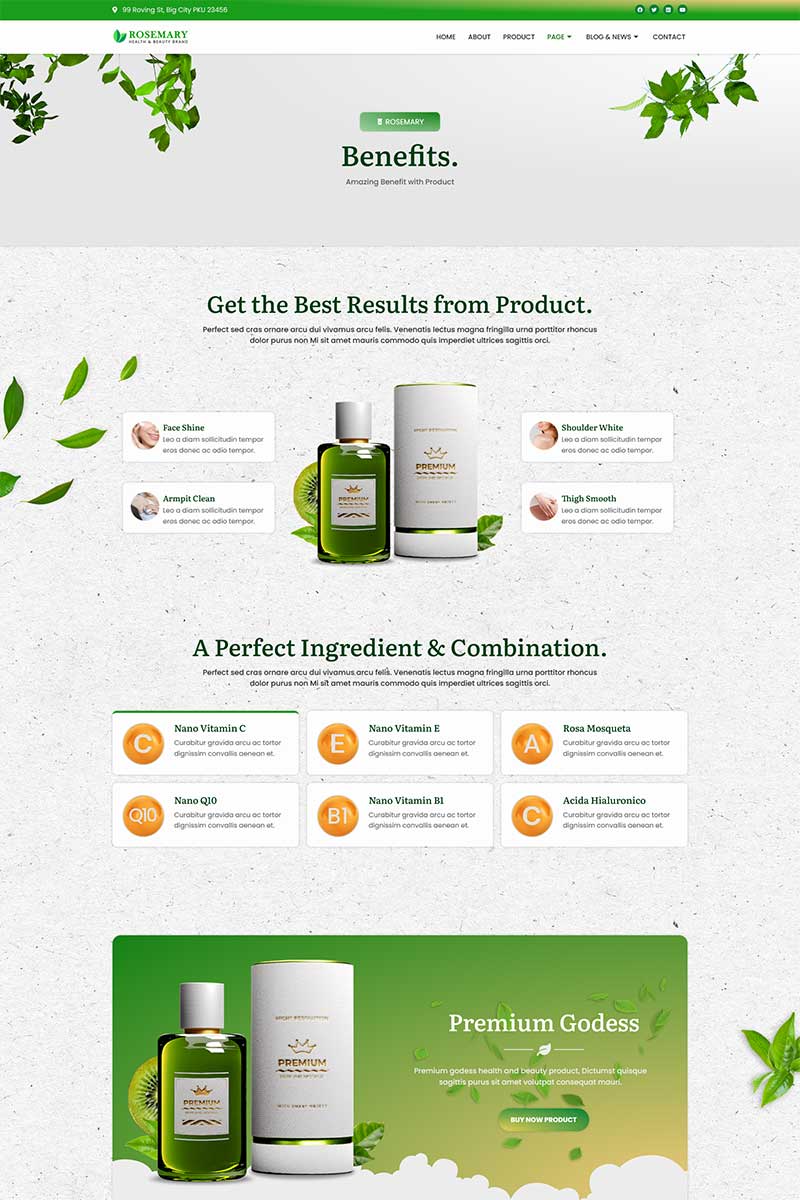 99 Roving St, Big City PKU 23456
ROSEMARY
HEALTH & BEAUTY BRAND
HOME ABOUT PRODUCT PAGE BLOG & NEWS CONTACT
ROSEMARY
Benefits.
Amazing Benefit with Product
Get the Best Results from Product.
Perfect sed cras ornare arcu dui vivamus arcu felis. Venenatis lectus magna fringilla urna porttitor rhoncus
dolor purus non Mi sit amet mauris commodo quis imperdiet ultrices sagittis orci.
Face Shine
Leo a diam sollicitudin tempor
eros donec ac odio tempor.
Armpit Clean
Leo a diam sollicitudin tempor
eros donec ac odio tempor.
PREMIUM
PREMIUM
Shoulder White
Leo a diam sollicitudin tempor
eros donec ac odio tempor.
Thigh Smooth
Leo a diam sollicitudin tempor
eros donec ac odio tempor.
A Perfect Ingredient & Combination.
Perfect sed cras ornare arcu dui vivamus arcu felis. Venenatis lectus magna fringilla urna porttitor rhoncus
dolor purus non Mi sit amet mauris commodo quis imperdiet ultrices sagittis orci.
C
Nano Vitamin C
Curabitur gravida arcu ac tortor
dignissim convallis aenean et.
E
Nano Vitamin E
Curabitur gravida arcu ac tortor
dignissim convallis aenean et.
A
Rosa Mosqueta
Curabitur gravida arcu ac tortor
dignissim convallis aenean et.
Q10
Nano Q10
Curabitur gravida arcu ac tortor
dignissim convallis aenean et.
B1
Nano Vitamin B1
Curabitur gravida arcu ac tortor
dignissim convallis aenean et.
C
Acida Hialuronico
Curabitur gravida arcu ac tortor
dignissim convallis aenean et.
PREMIUM
PREMIUM
Premium Godess
Premium godess health and beauty product, Dictumst quisque
sagittis purus sit amet volutpat consequat mauri.
BUY NOW PRODUCT